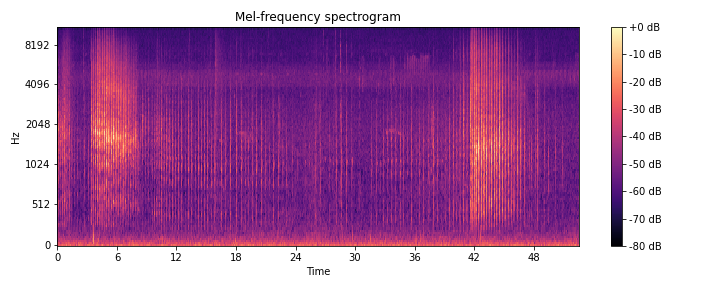 Mel-frequency spectrogram
+0 dB
8192
-10 dB
4096
-20 dB
-30 dB
2048
Hz
-40 dB
1024
-50 dB
512
-60 dB
-70 dB
0
-80 dB
0 6 12 18 24 30 36 42 48
Time